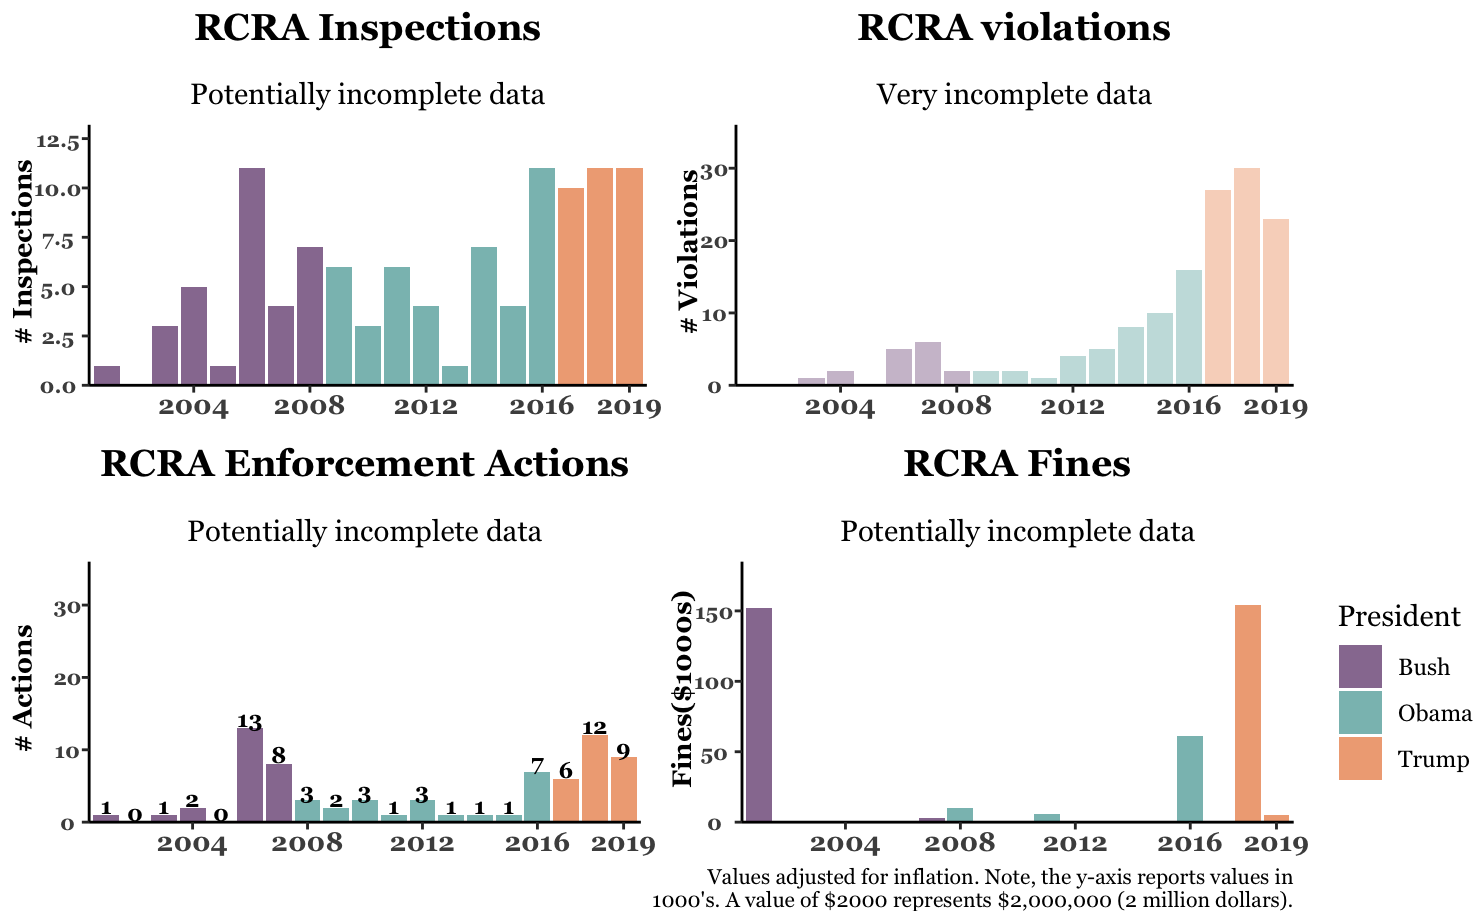 RCRA Inspections
Potentially incomplete data
# Inspections
12.5
10.0
7.5
5.0
2.5
0.0
2004 2008 2012 2016 2019
RCRA violations
Very incomplete data
# Violations
30
20
10
0
2004 2008 2012 2016 2019
RCRA Enforcement Actions
Potentially incomplete data
# Actions
30
20
10
0
1 0 1 2 0 13 8 3 2 3 1 3 1 1 1 7 6 12 9
2004 2008 2012 2016 2019
RCRA Fines
Potentially incomplete data
Fines($1000s)
150
100
50
0
2004 2008 2012 2016 2019
President
Bush
Obama
Trump
Values adjusted for inflation. Note, the y-axis reports values in
1000's. A value of $2000 represents $2,000,000 (2 million dollars).